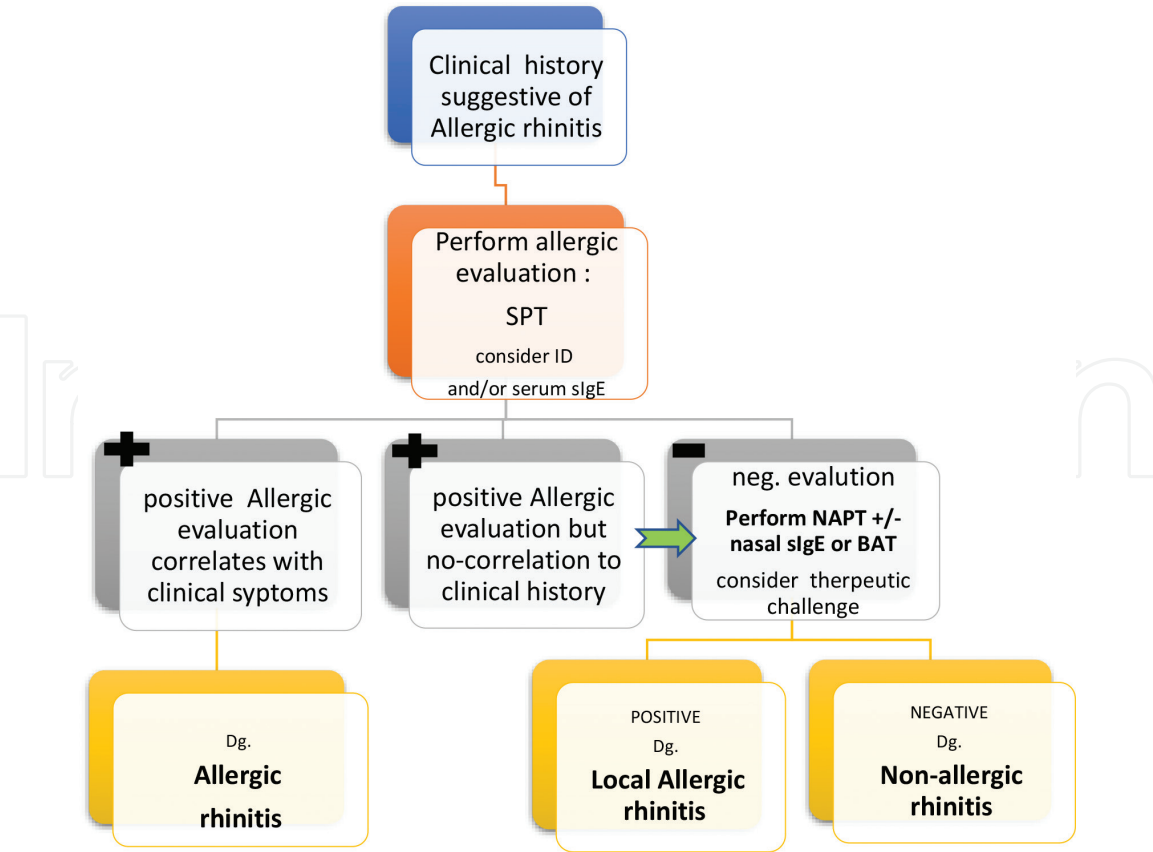 Clinical history
suggestive of
Allergic rhinitis
Perform allergic
evaluation :
SPT
consider ID
and/or serum sIgE
positive Allergic
evaluation
correlates with
clinical syptoms
positive Allergic
evaluation but
no-correlation to
clinical history
neg. evalution
Perform NAPT +/-
nasal sIgE or BAT
consider therpeutic
challenge
Dg.
Allergic
rhinitis
POSITIVE
Dg.
Local Allergic
rhinitis
NEGATIVE
Dg.
Non-allergic
rhinitis